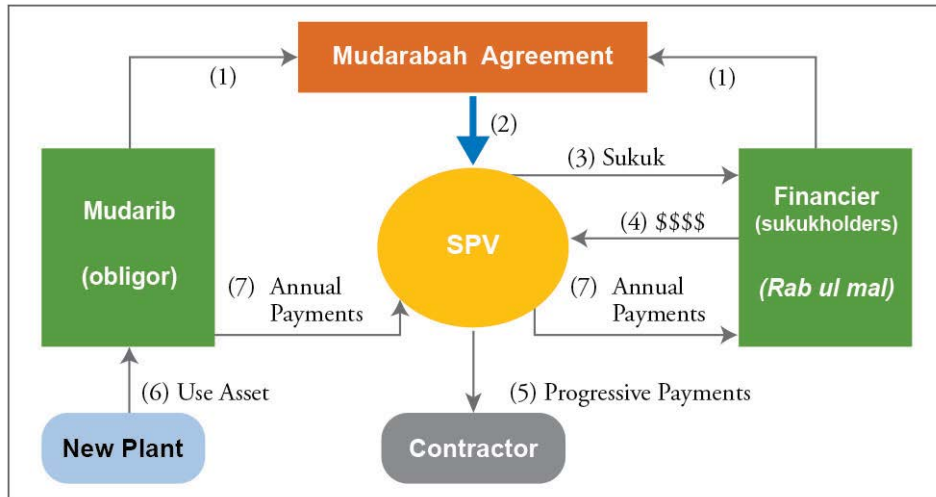 Mudarabah Agreement
(1)
(1)
(2)
Mudarib
(obligor)
SPV
(3) Sukuk
(4) $$$$
Financier
(sukukholders)
(Rab ul mal)
(7) Annual
Payments
(7) Annual
Payments
(6) Use Asset
(5) Progressive Payments
New Plant
Contractor